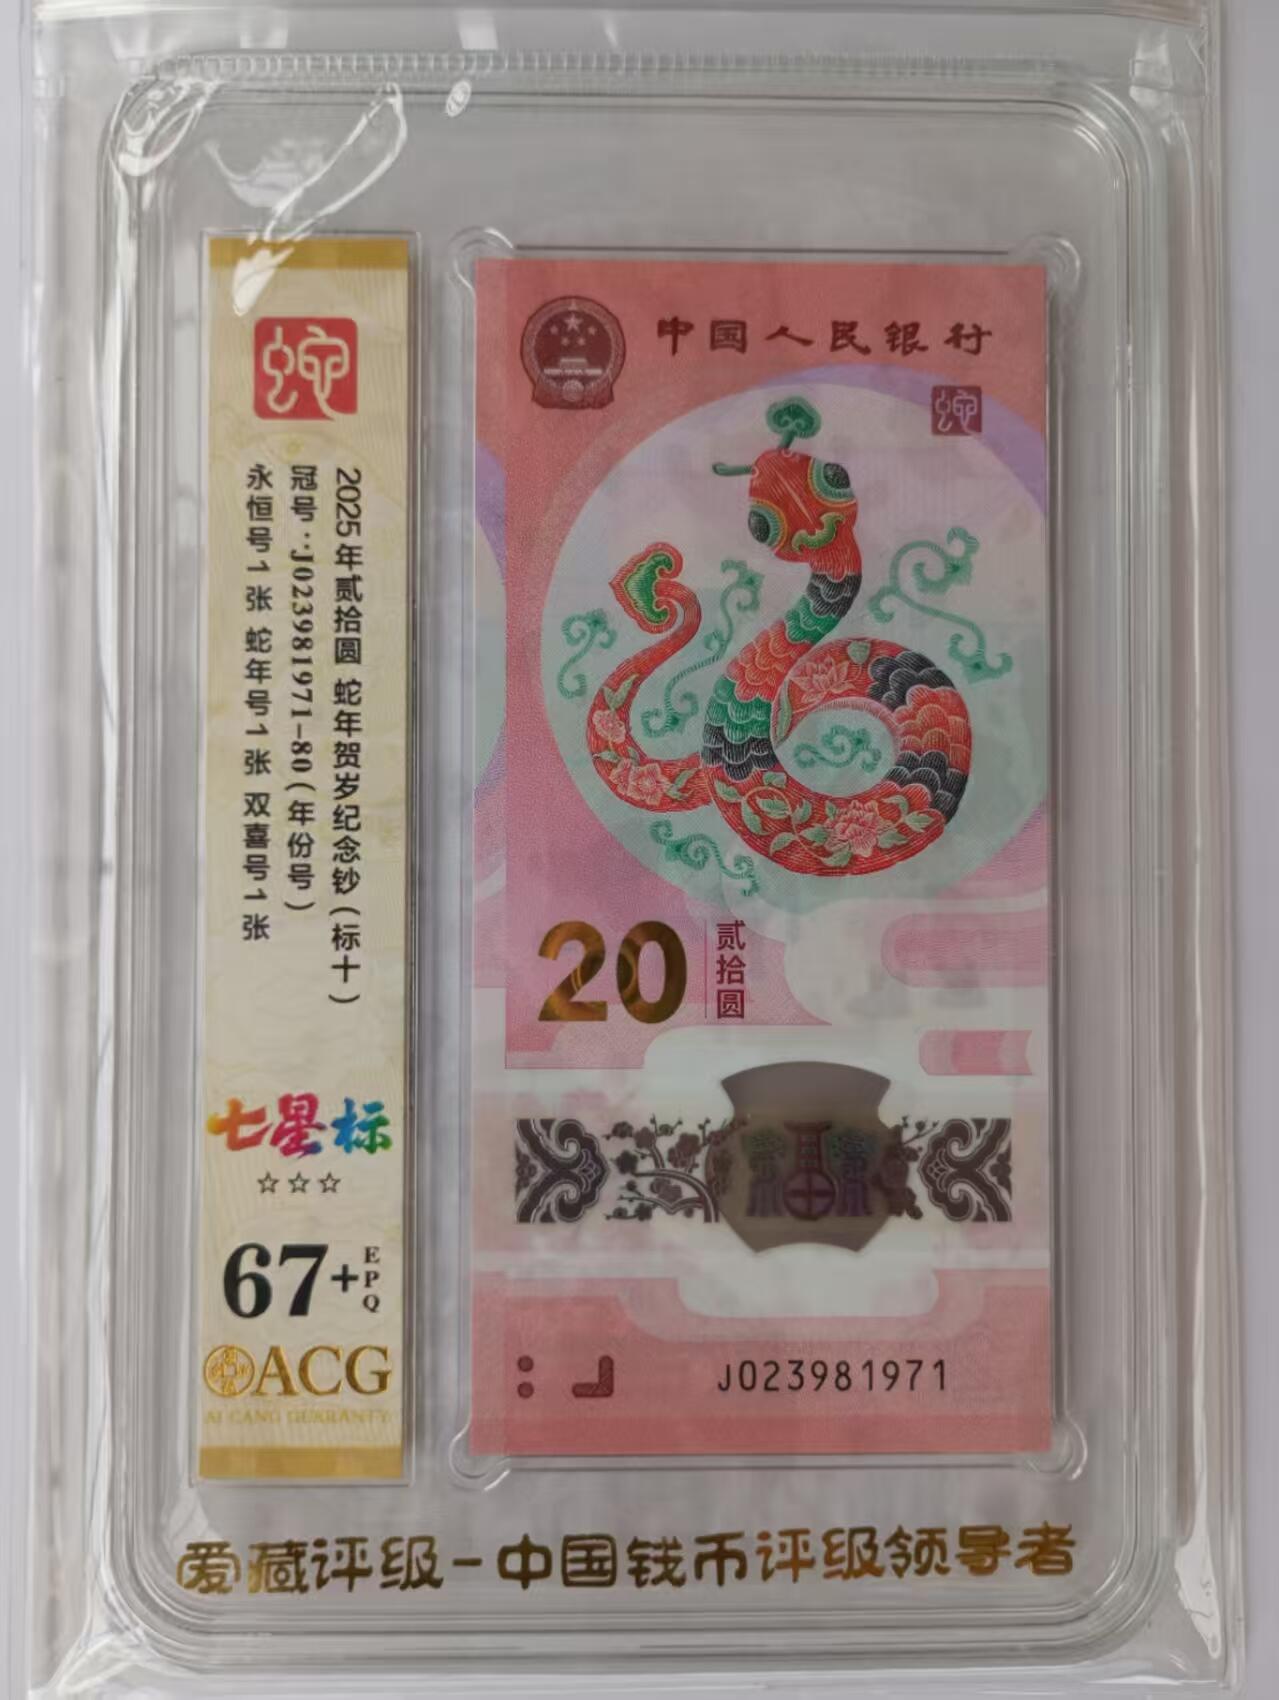 蛇
2025年贰拾圆 蛇年贺岁纪念钞(标十)
冠号:J023981971-80(年份号)
永恒号1张 蛇年号1张 双喜号1张
七星标
☆☆☆
67+EPQ
ACG
AI CANG GURRANTY
中国人民银行
蛇
20
贰拾圆
J023981971
爱藏评级-中国钱币评级领导者